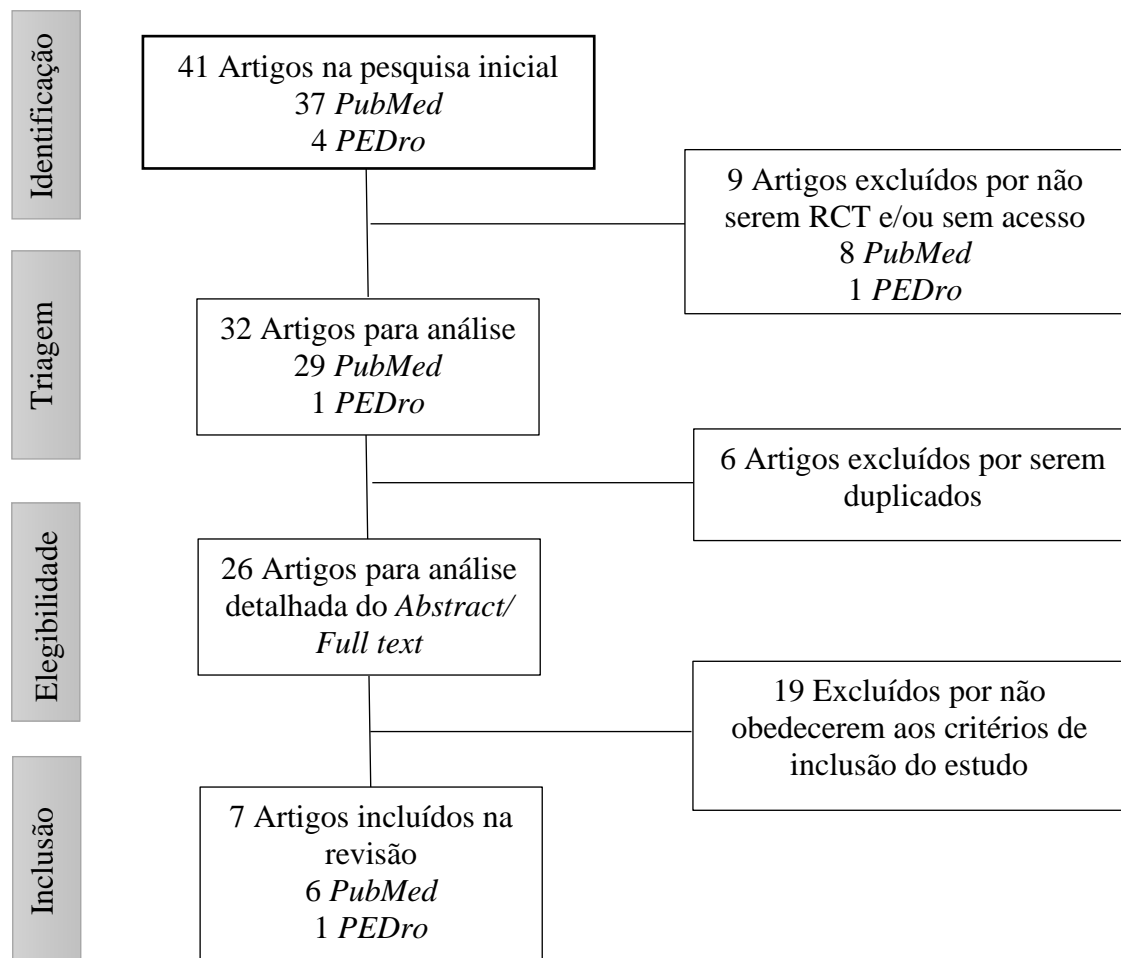 Identificação
41 Artigos na pesquisa inicial
37 PubMed
4 PEDro
9 Artigos excluídos por não
serem RCT e/ou sem acesso
8 PubMed
1 PEDro
Triagem
32 Artigos para análise
29 PubMed
1 PEDro
6 Artigos excluídos por serem
duplicados
Elegibilidade
26 Artigos para análise
detalhada do Abstract/
Full text
19 Excluídos por não
obedecerem aos critérios de
inclusão do estudo
Inclusão
7 Artigos incluídos na
revisão
6 PubMed
1 PEDro